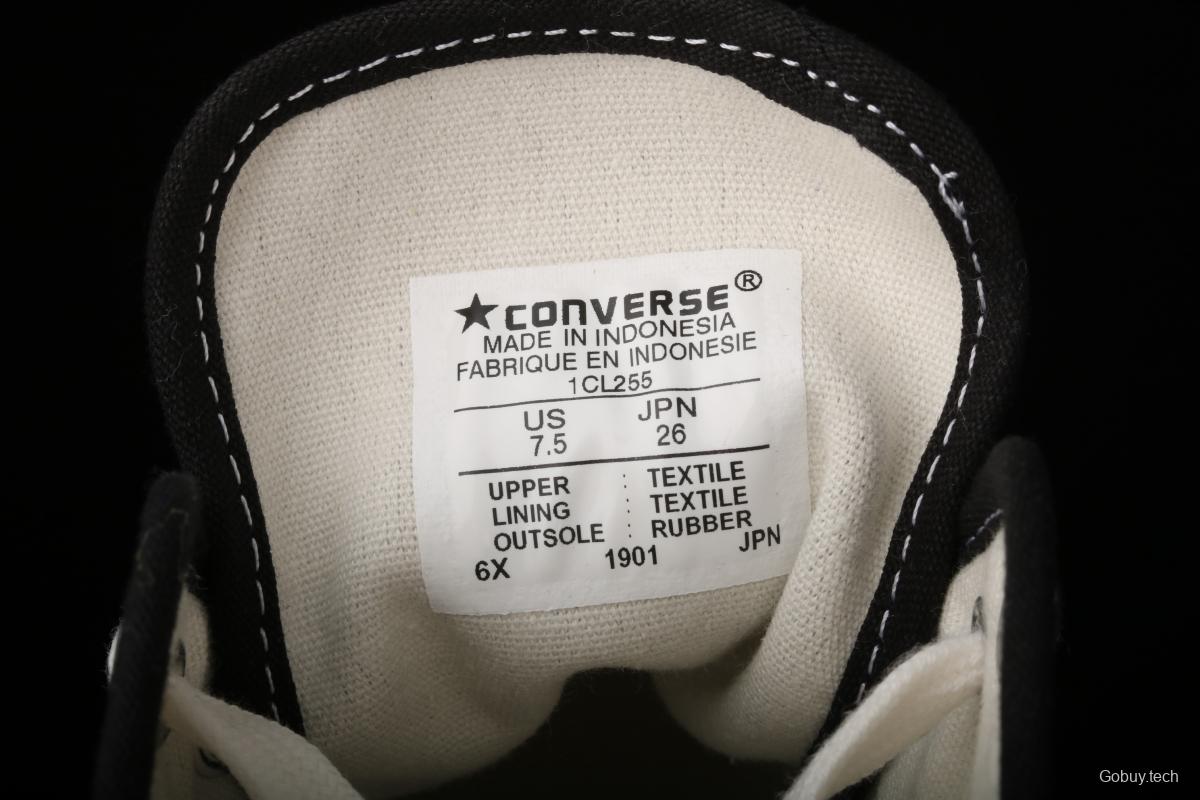 ★CONVERSE®
MADE IN INDONESIA
FABRIQUE EN INDONESIE
1CL255
US JPN
7.5 26
UPPER : TEXTILE
LINING : TEXTILE
OUTSOLE : RUBBER
6X 1901 JPN
Gobuy.tech